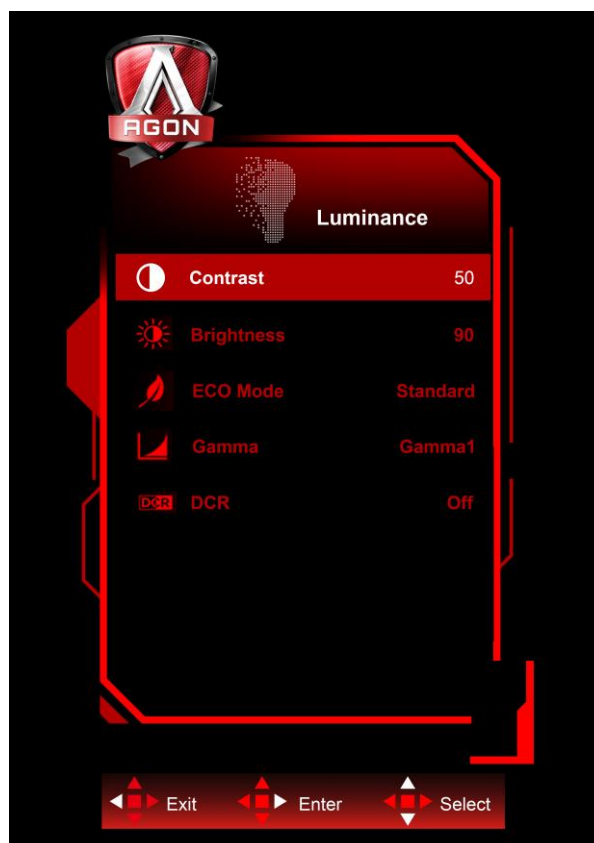 AGON
Luminance
Contrast 50
Brightness 90
ECO Mode Standard
Gamma Gamma1
DCR DCR Off
Exit Enter Select